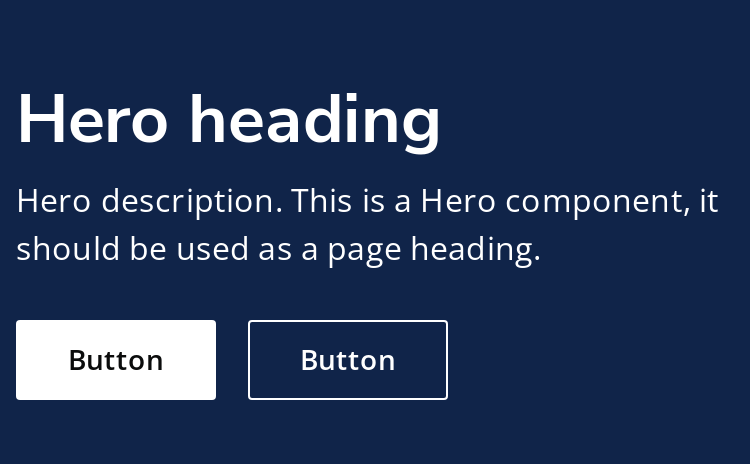 Hero heading
Hero description. This is a Hero component, it
should be used as a page heading.
Button
Button